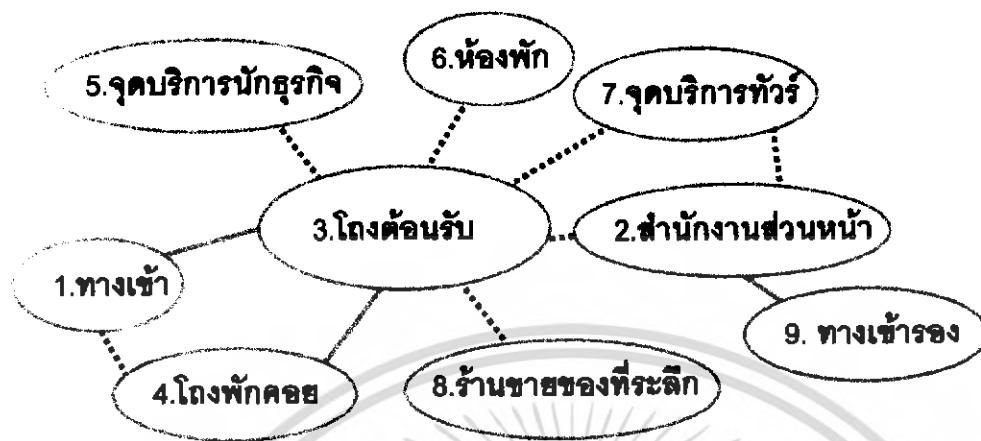 6.ห้องพัก
5.จุดบริการนักธุรกิจ
7.จุดบริการทัวร์
3.โถงต้อนรับ
2.สำนักงานส่วนหน้า
1.ทางเข้า
9. ทางเข้ารอง
4.โถงพักคอย
8.ร้านขายของที่ระลึก